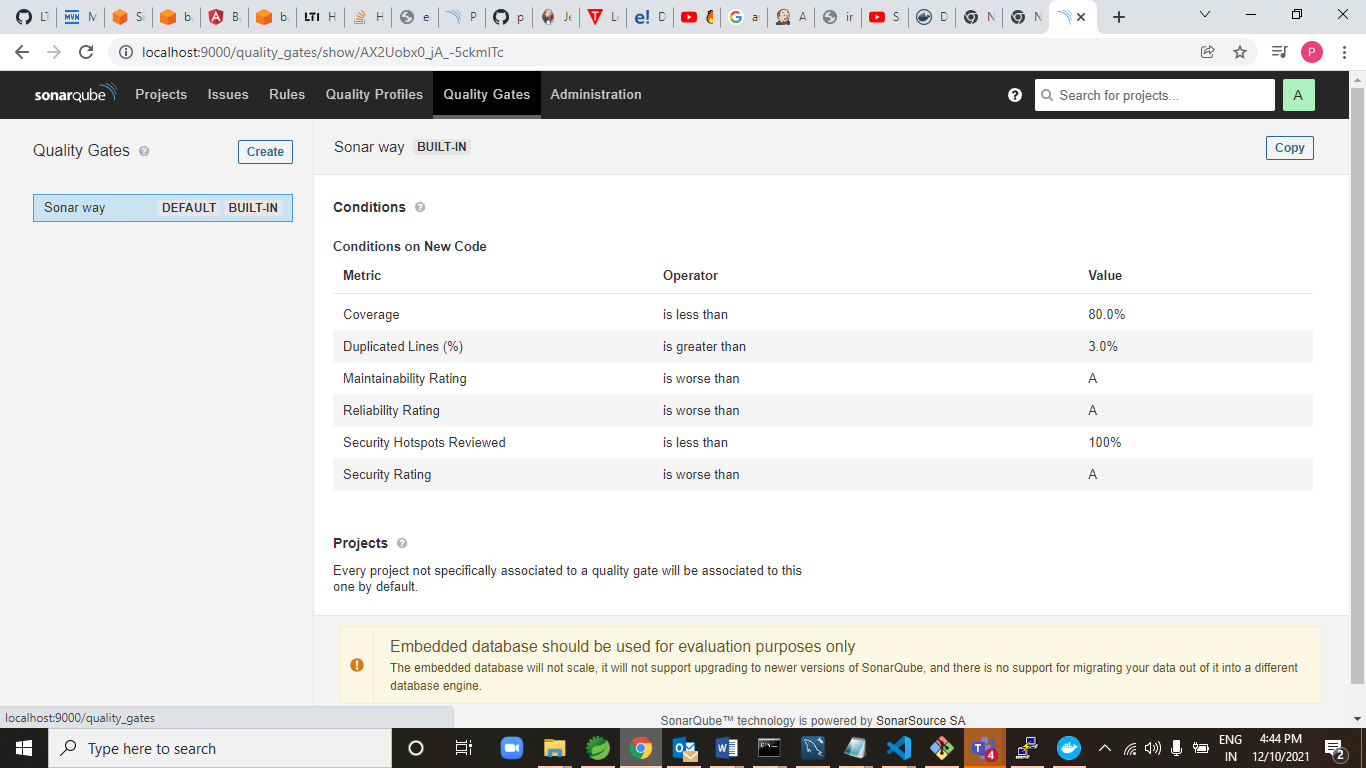 localhost:9000/quality_gates/show/AX2Uobx0_jA_-5ckmITc
P
sonarqube Projects Issues Rules Quality Profiles Quality Gates Administration Search for projects... A
Quality Gates Create
Sonar way DEFAULT BUILT-IN
Sonar way BUILT-IN Copy
Conditions
Conditions on New Code
Metric Operator Value
Coverage is less than 80.0%
Duplicated Lines (%) is greater than 3.0%
Maintainability Rating is worse than A
Reliability Rating is worse than A
Security Hotspots Reviewed is less than 100%
Security Rating is worse than A
Projects
Every project not specifically associated to a quality gate will be associated to this
one by default.
Embedded database should be used for evaluation purposes only
The embedded database will not scale, it will not support upgrading to newer versions of SonarQube, and there is no support for migrating your data out of it into a different
database engine.
localhost:9000/quality_gates
SonarQube™ technology is powered by SonarSource SA
Type here to search
4
ENG
IN
4:44 PM
12/10/2021
2